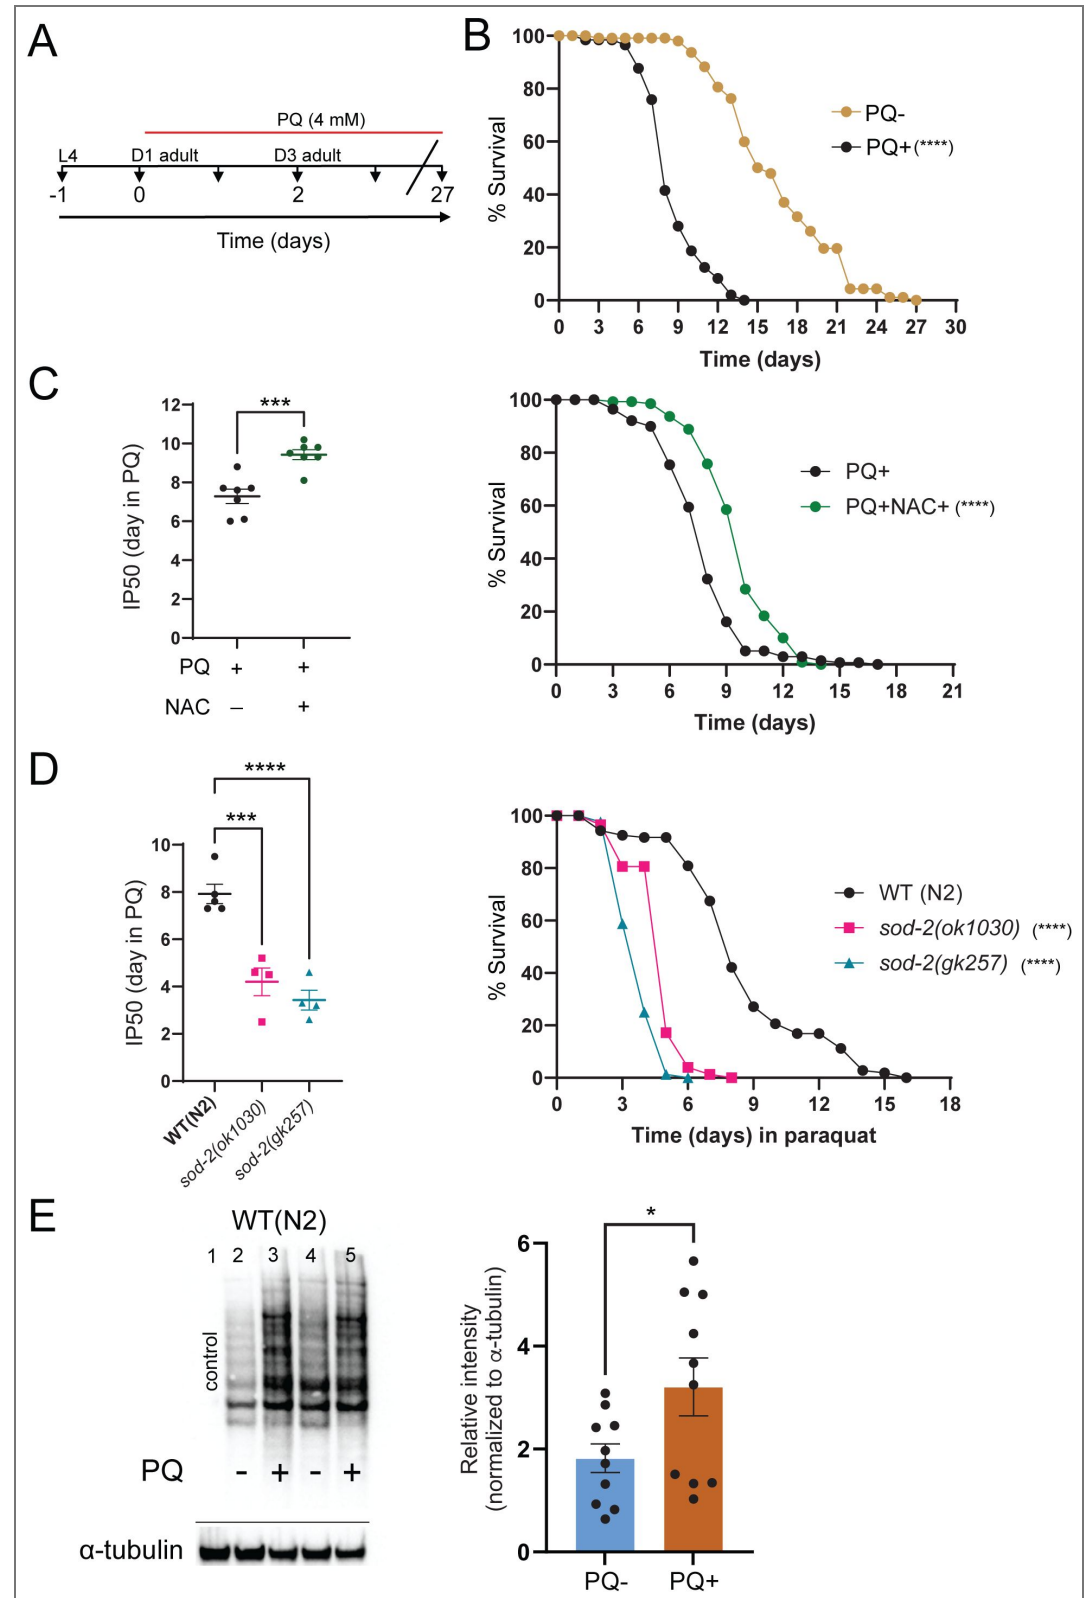 A
PQ (4 mM)
L4 D1 adult D3 adult
-1 0 2 27
Time (days)
B
% Survival
100
80
60
40
20
0
0 3 6 9 12 15 18 21 24 27 30
Time (days)
PQ-
PQ+(****)
C
IP50 (day in PQ)
12
10
8
6
4
2
0
***
PQ + +
NAC – +
% Survival
100
80
60
40
20
0
0 3 6 9 12 15 18 21
Time (days)
PQ+
PQ+NAC+ (****)
D
IP50 (day in PQ)
10
8
6
4
2
0
****
***
WT(N2)
sod-2(ok1030)
sod-2(gk257)
% Survival
100
80
60
40
20
0
0 3 6 9 12 15 18
Time (days) in paraquat
WT (N2)
sod-2(ok1030) (****)
sod-2(gk257) (****)
E
WT(N2)
1 2 3 4 5
control
PQ - + - +
α-tubulin
Relative intensity
(normalized to α-tubulin)
6
4
2
0
*
PQ- PQ+